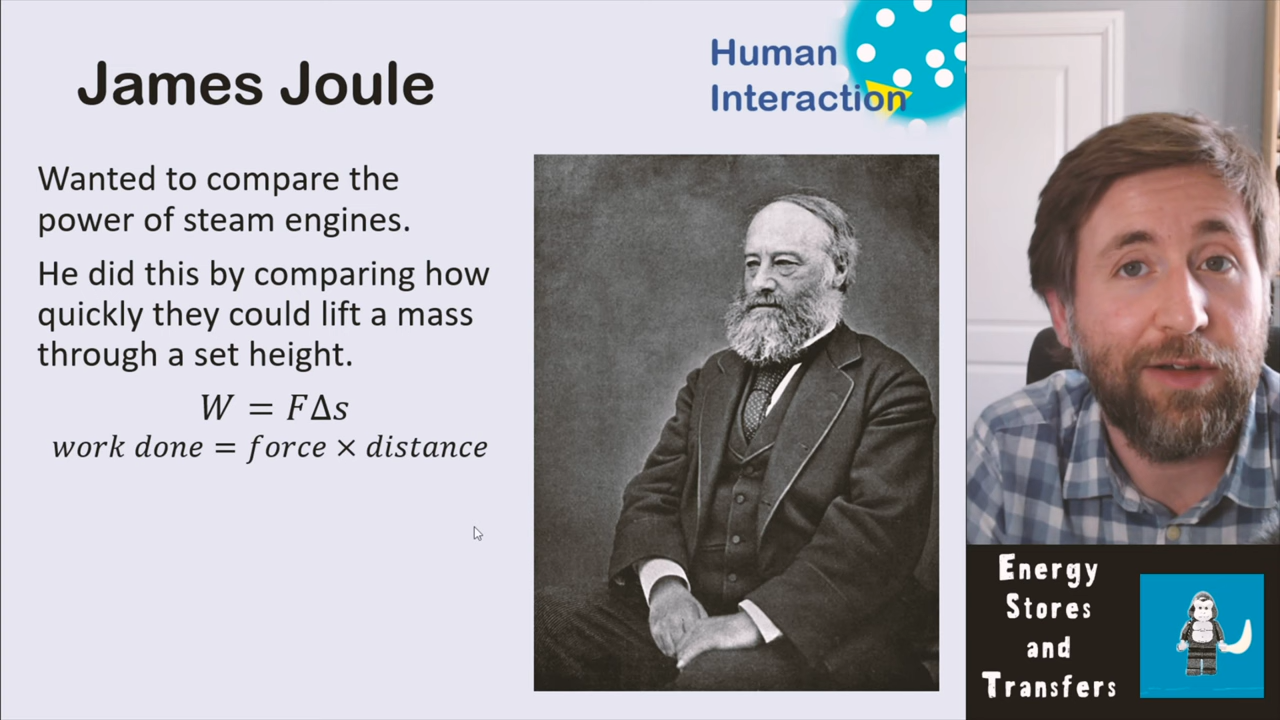 James Joule
Human
Interaction
Wanted to compare the
power of steam engines.
He did this by comparing how
quickly they could lift a mass
through a set height.
W = FΔs
work done = force × distance
Energy
Stores
and
Transfers